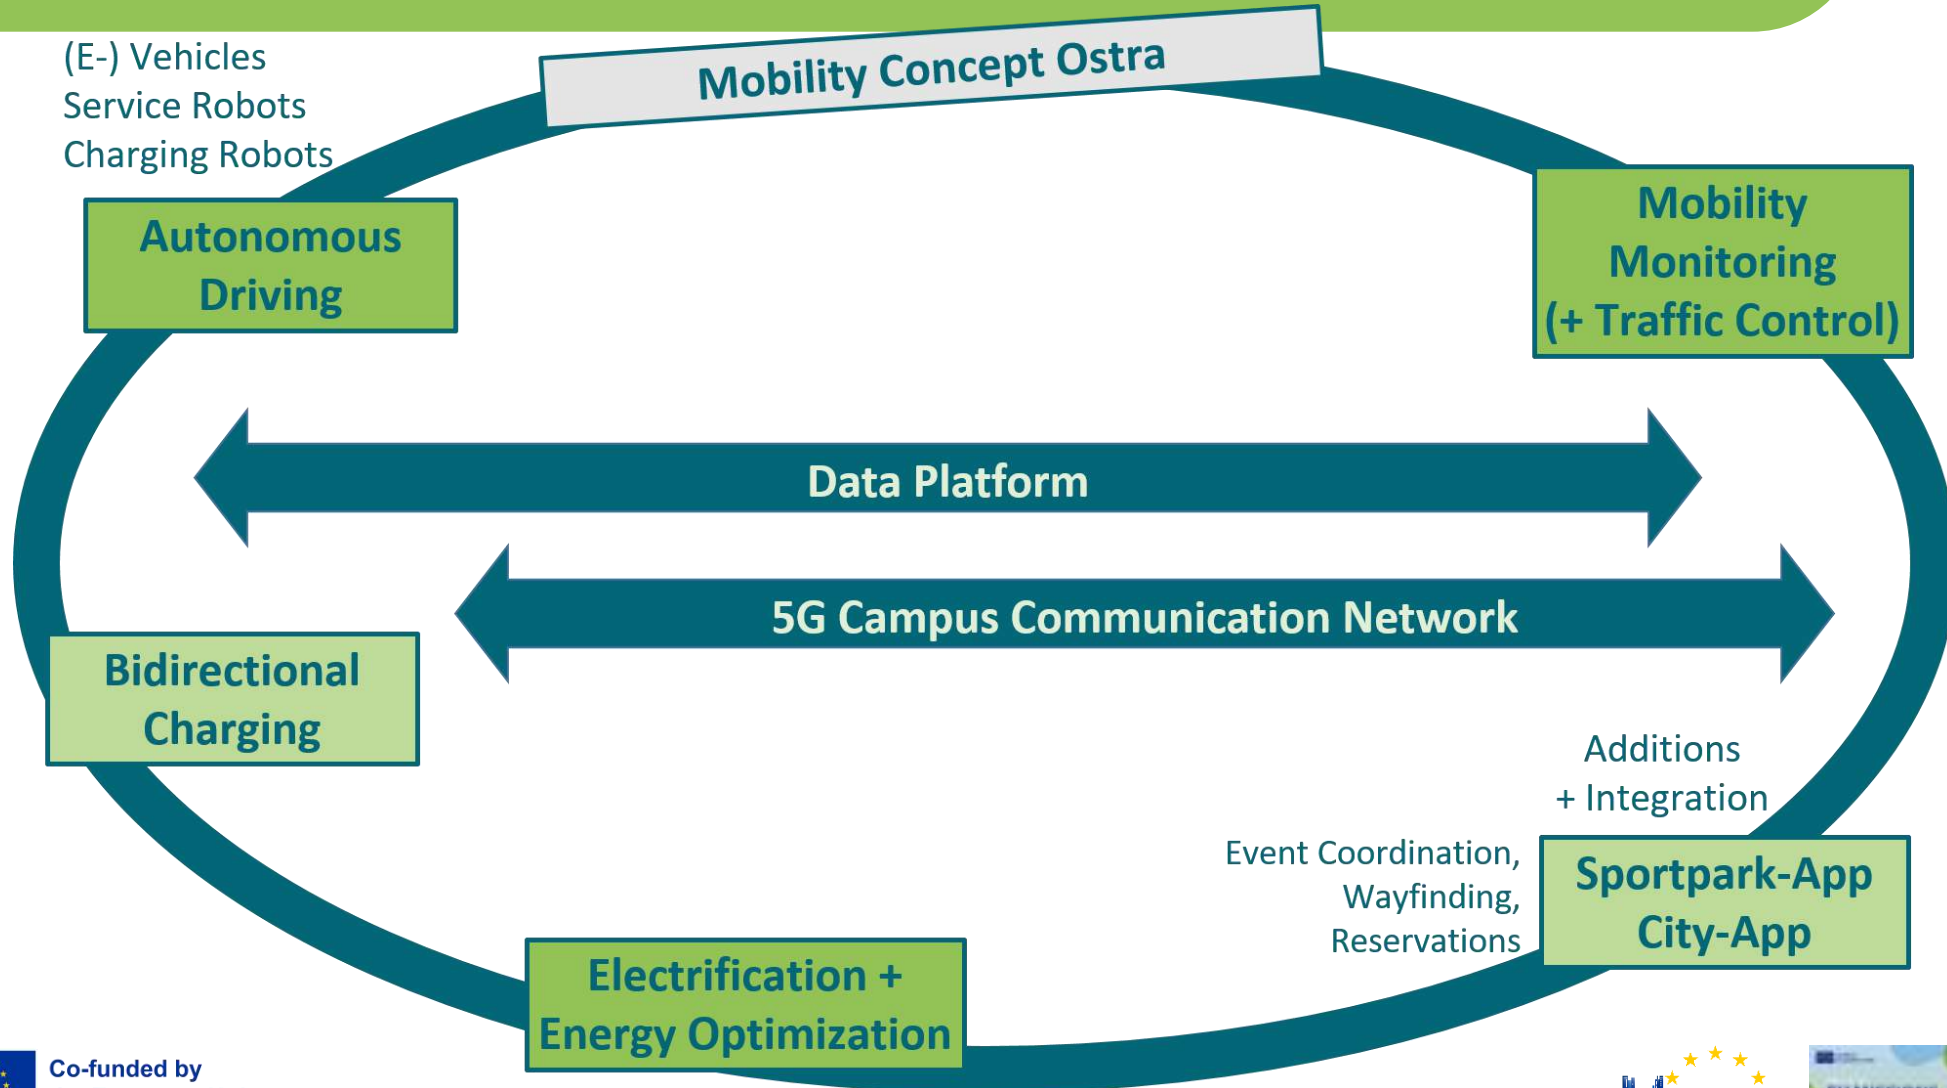 (E-) Vehicles
Service Robots
Charging Robots
Mobility Concept Ostra
Autonomous
Driving
Mobility
Monitoring
(+ Traffic Control)
Data Platform
5G Campus Communication Network
Bidirectional
Charging
Additions
+ Integration
Event Coordination,
Wayfinding,
Reservations
Sportpark-App
City-App
Electrification +
Energy Optimization
Co-funded by